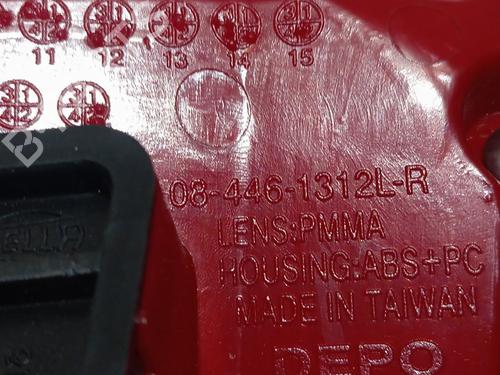 11 12 13 14 15
08-446-1312L-R
LENS:PMMA
HOUSING:ABS+PC
MADE IN TAIWAN
DEPO